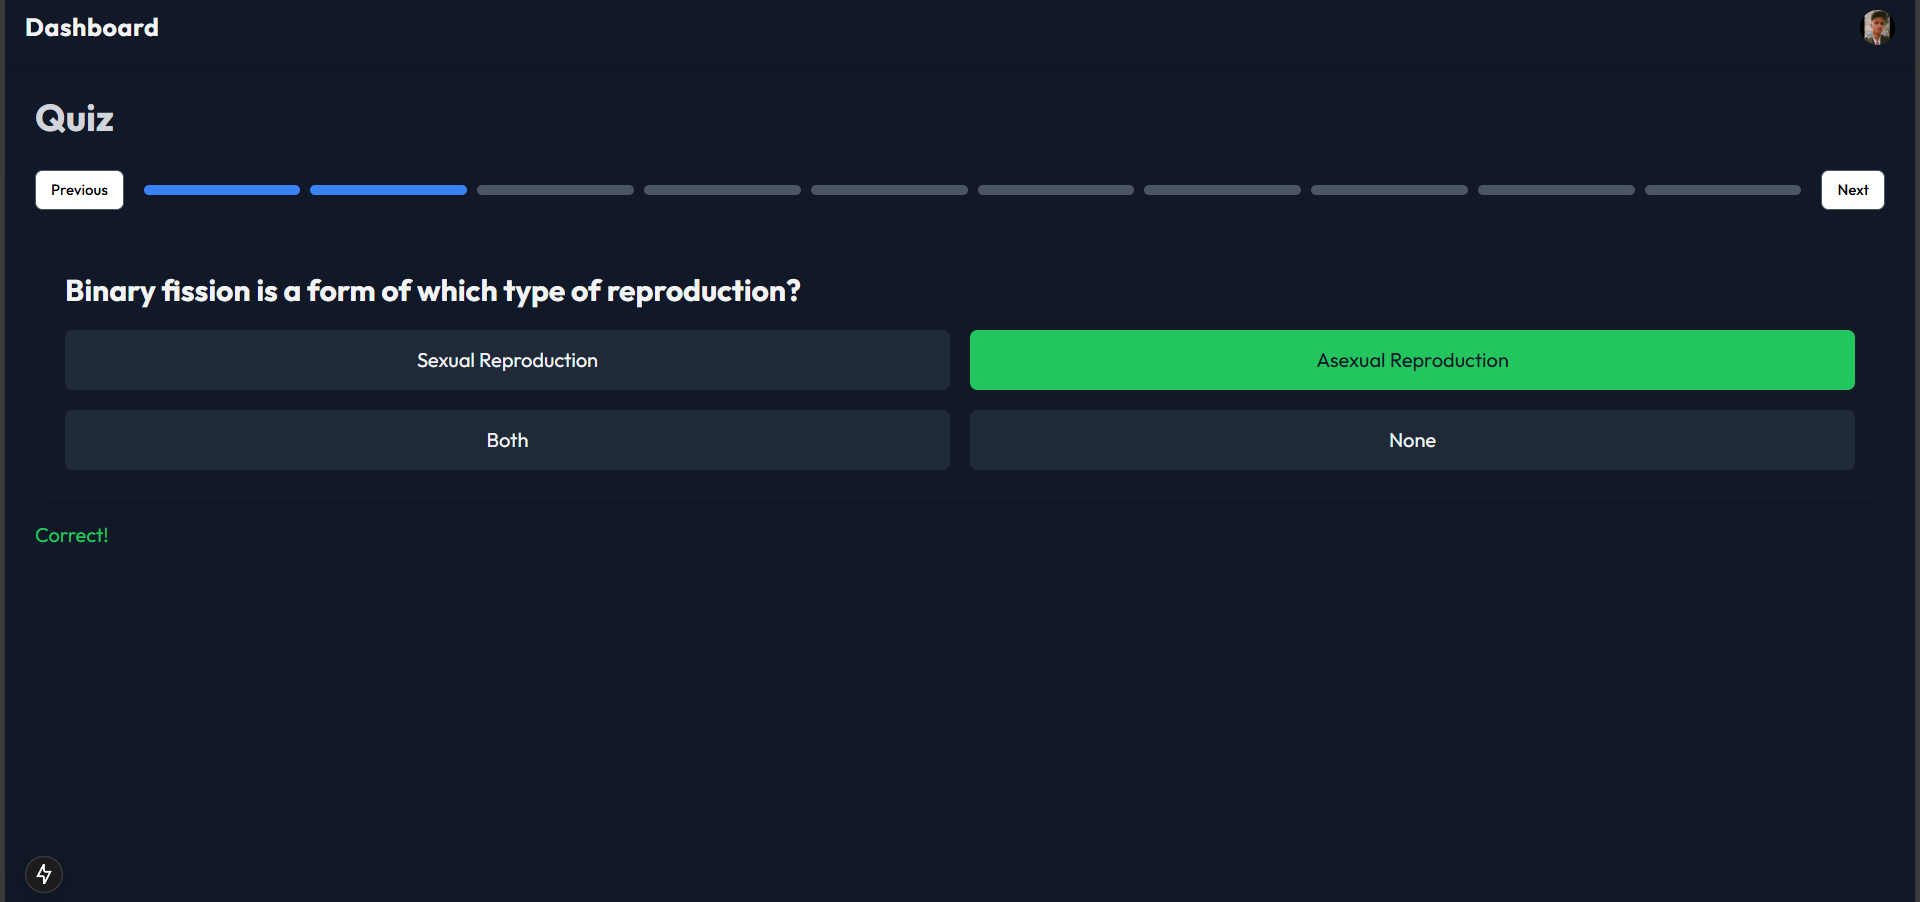 Dashboard
Quiz
Previous
Next
Binary fission is a form of which type of reproduction?
Sexual Reproduction
Asexual Reproduction
Both
None
Correct!